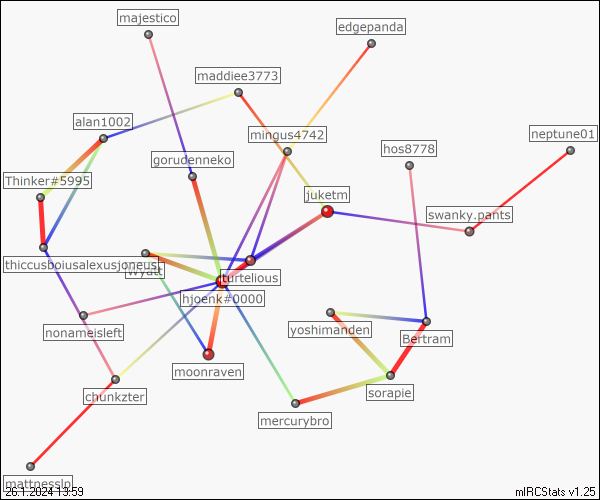 majestico
edgepanda
maddiee3773
alan1002
mingus4742
neptune01
hos8778
gorudenneko
Thinker#5995
juketm
swanky.pants
thiccusboiusalexusjoneus
Wyatt
turtelious
hjoenk#0000
nonameisleft
yoshimanden
Bertram
moonraven
chunkzter
sorapie
mercurybro
mattnesslp
26.1.2024 13:59
mIRCStats v1.25